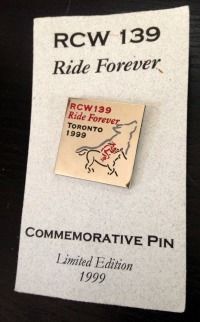 RCW 139
Ride Forever
RCW139
Ride Forever
TORONTO
1999
COMMEMORATIVE PIN
Limited Edition
1999